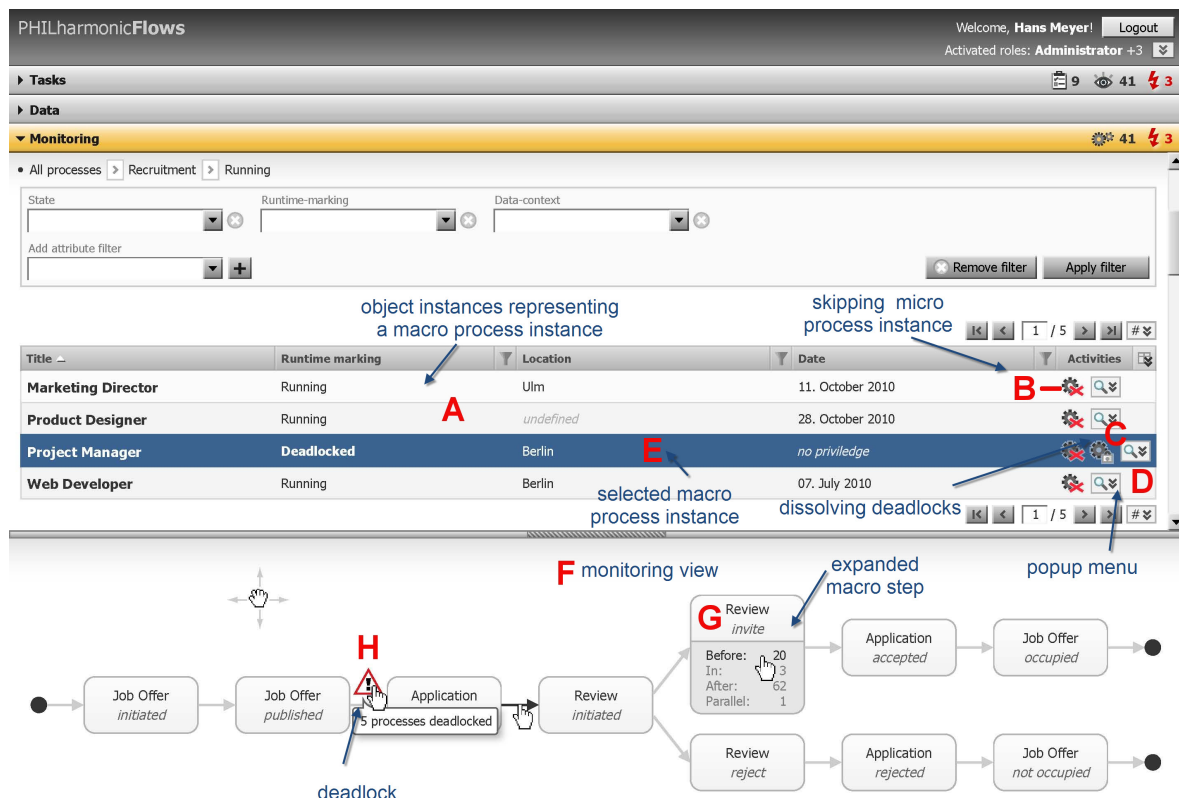 PHILharmonicFlows
Welcome, Hans Meyer! Logout
Activated roles: Administrator +3
Tasks 9 41 3
Data
Monitoring 41 3
All processes > Recruitment > Running
State Runtime-marking Data-context
Add attribute filter
Remove filter Apply filter
object instances representing
a macro process instance
skipping micro
process instance
1 / 5 #
Title Runtime marking Location Date Activities
Marketing Director Running Ulm 11. October 2010 B
A
Product Designer Running undefined 28. October 2010
C
Project Manager Deadlocked Berlin E no priviledge
Web Developer Running Berlin 07. July 2010 D
selected macro
process instance
dissolving deadlocks
1 / 5 #
F monitoring view
expanded
macro step
popup menu
G Review
invite
Before: 20
In: 3
After: 62
Parallel: 1
Application
accepted
Job Offer
occupied
H
Job Offer
initiated
Job Offer
published
!
Application
5 processes deadlocked
Review
initiated
Review
reject
Application
rejected
Job Offer
not occupied
deadlock